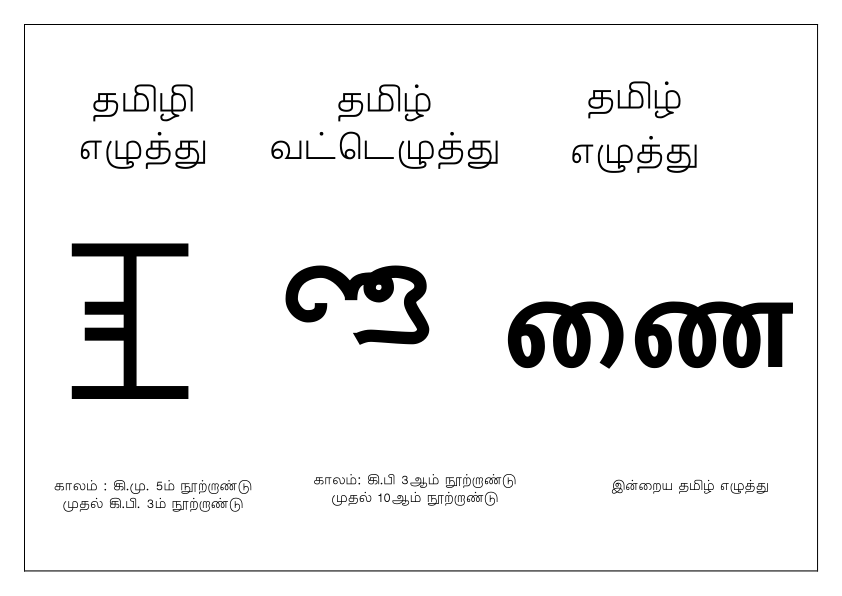 தமிழி
எழுத்து
தமிழ்
வட்டெழுத்து
தமிழ்
எழுத்து
𑀡𑁃
ணை
காலம் : கி.மு. 5ம் நூற்றாண்டு
முதல் கி.பி. 3ம் நூற்றாண்டு
காலம்: கி.பி 3ஆம் நூற்றாண்டு
முதல் 10ஆம் நூற்றாண்டு
இன்றைய தமிழ் எழுத்து